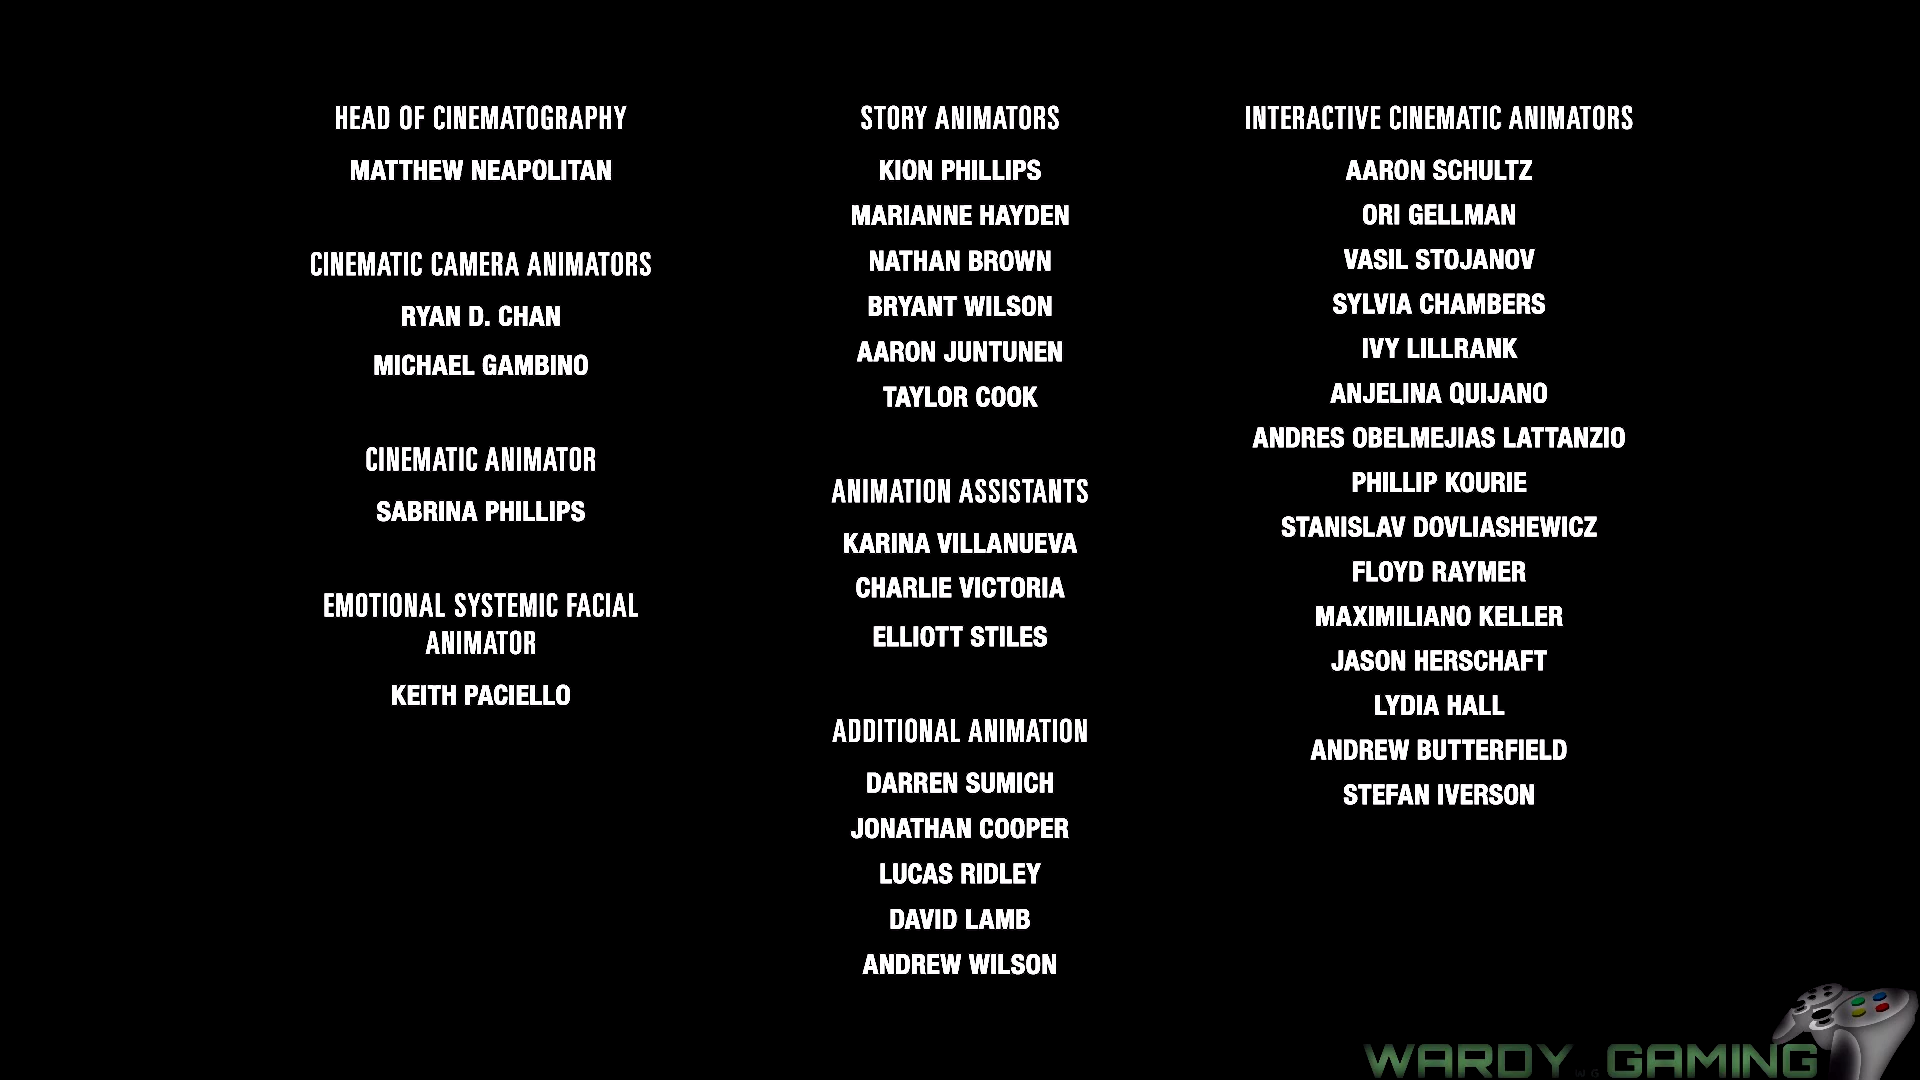 HEAD OF CINEMATOGRAPHY
MATTHEW NEAPOLITAN
CINEMATIC CAMERA ANIMATORS
RYAN D. CHAN
MICHAEL GAMBINO
CINEMATIC ANIMATOR
SABRINA PHILLIPS
EMOTIONAL SYSTEMIC FACIAL
ANIMATOR
KEITH PACIELLO
STORY ANIMATORS
KION PHILLIPS
MARIANNE HAYDEN
NATHAN BROWN
BRYANT WILSON
AARON JUNTUNEN
TAYLOR COOK
ANIMATION ASSISTANTS
KARINA VILLANUEVA
CHARLIE VICTORIA
ELLIOTT STILES
ADDITIONAL ANIMATION
DARREN SUMICH
JONATHAN COOPER
LUCAS RIDLEY
DAVID LAMB
ANDREW WILSON
INTERACTIVE CINEMATIC ANIMATORS
AARON SCHULTZ
ORI GELLMAN
VASIL STOJANOV
SYLVIA CHAMBERS
IVY LILLRANK
ANJELINA QUIJANO
ANDRES OBELMEJIAS LATTANZIO
PHILLIP KOURIE
STANISLAV DOVLIASHEWICZ
FLOYD RAYMER
MAXIMILIANO KELLER
JASON HERSCHAFT
LYDIA HALL
ANDREW BUTTERFIELD
STEFAN IVERSON
WARDY GAMING
WG